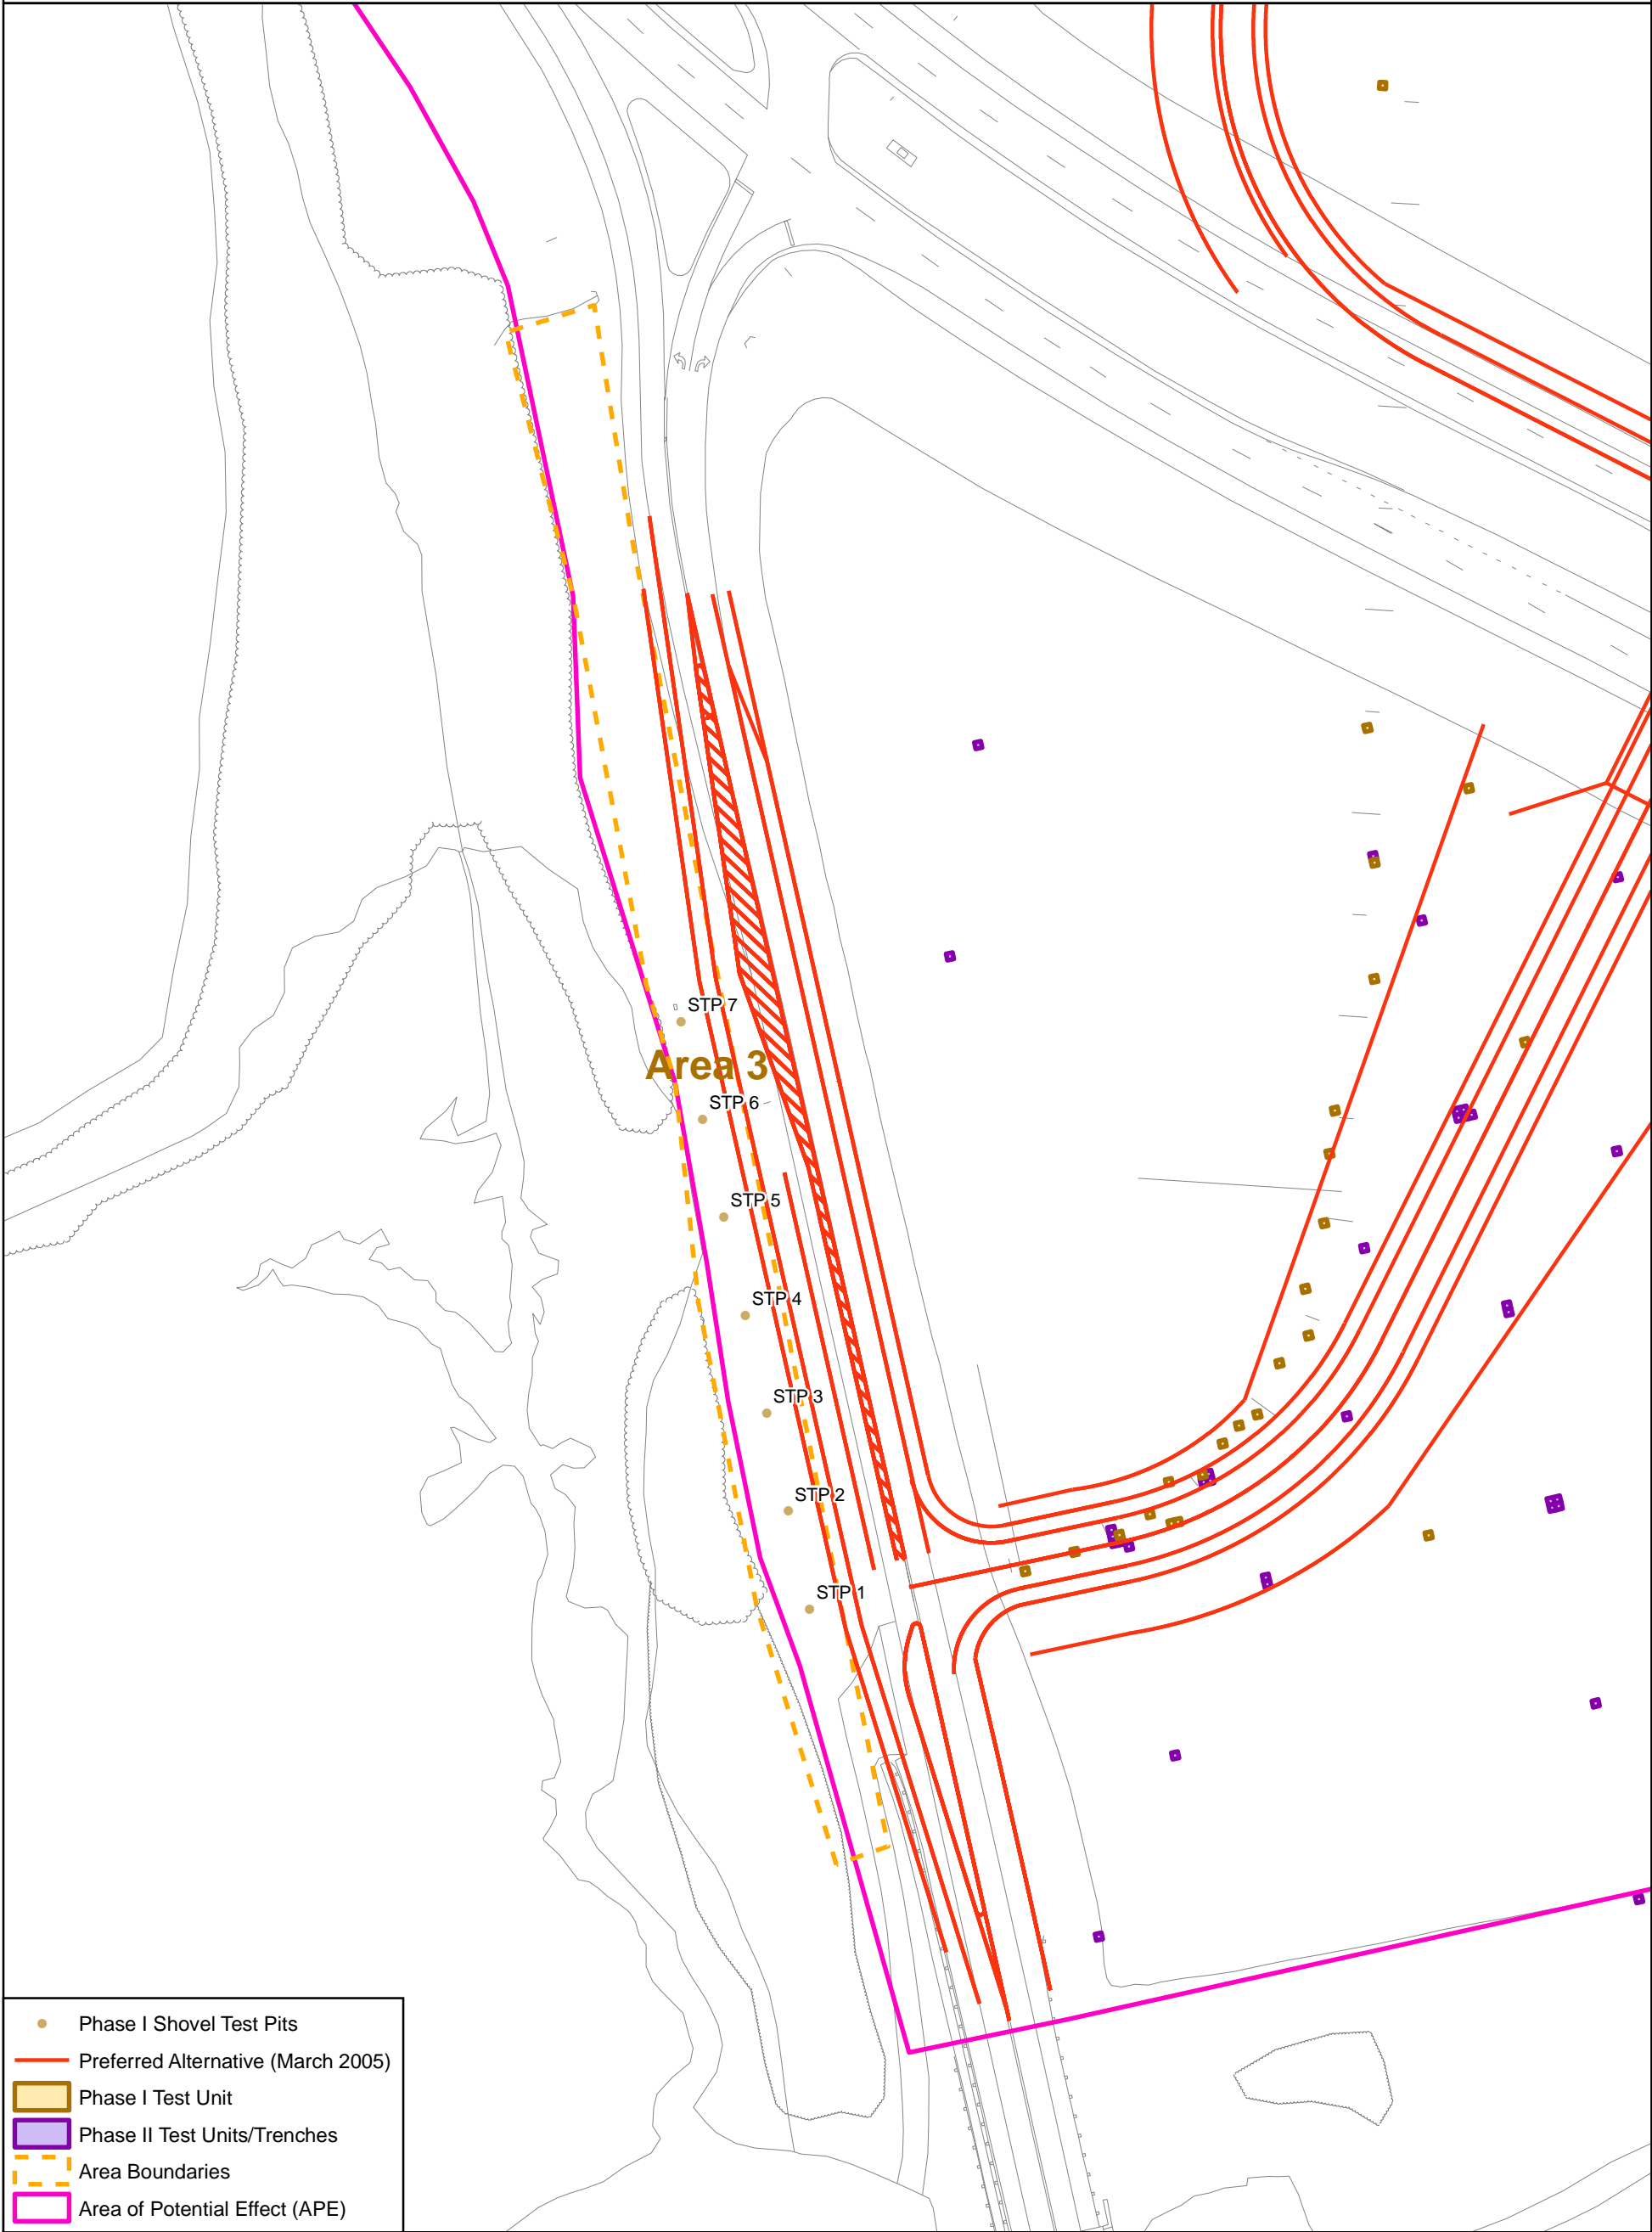 STP 7
Area 3
STP 6
STP 5
STP 4
STP 3
STP 2
STP 1
Phase I Shovel Test Pits
Preferred Alternative (March 2005)
Phase I Test Unit
Phase II Test Units/Trenches
Area Boundaries
Area of Potential Effect (APE)